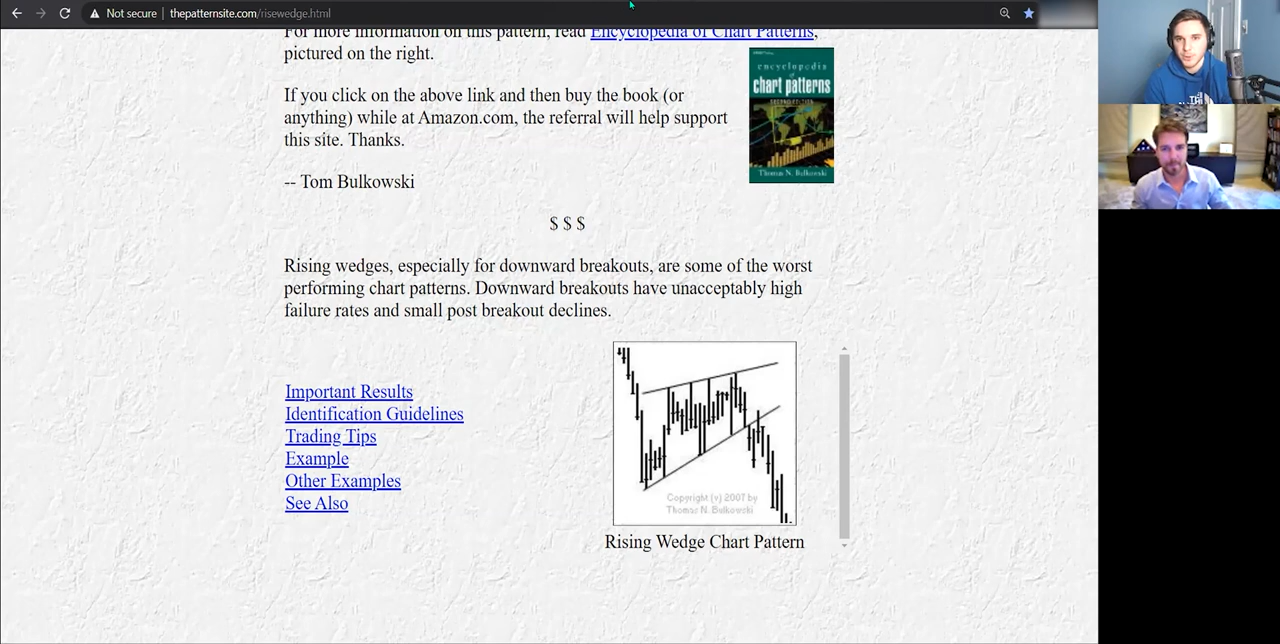 Not secure
thepatternsite.com/risewedge.html
For more information on this pattern, read Encyclopedia of Chart Patterns,
pictured on the right.
encyclopedia
of
chart patterns
SECOND EDITION
Thomas N. Bulkowski
If you click on the above link and then buy the book (or
anything) while at Amazon.com, the referral will help support
this site. Thanks.
-- Tom Bulkowski
$ $ $
Rising wedges, especially for downward breakouts, are some of the worst
performing chart patterns. Downward breakouts have unacceptably high
failure rates and small post breakout declines.
Important Results
Identification Guidelines
Trading Tips
Example
Other Examples
See Also
Copyright (v) 2007 by
Thomas N. Bulkowski
Rising Wedge Chart Pattern
THE